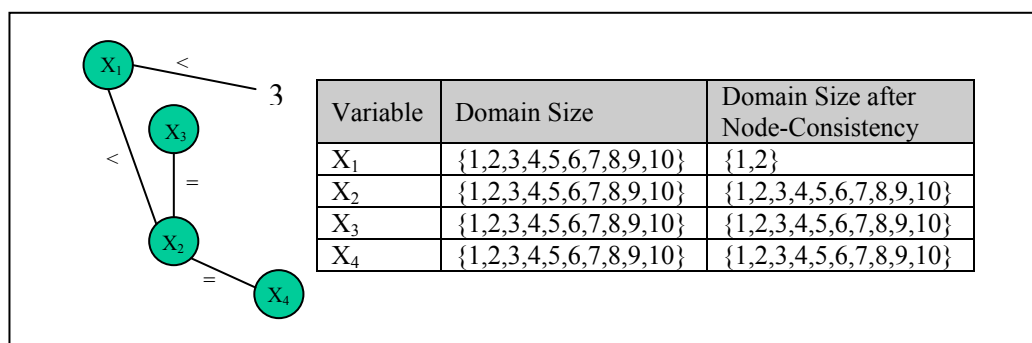 X₁
<
3
X₃
<
=
X₂
=
X₄
Variable Domain Size Domain Size after Node-Consistency
X₁ {1,2,3,4,5,6,7,8,9,10} {1,2}
X₂ {1,2,3,4,5,6,7,8,9,10} {1,2,3,4,5,6,7,8,9,10}
X₃ {1,2,3,4,5,6,7,8,9,10} {1,2,3,4,5,6,7,8,9,10}
X₄ {1,2,3,4,5,6,7,8,9,10} {1,2,3,4,5,6,7,8,9,10}